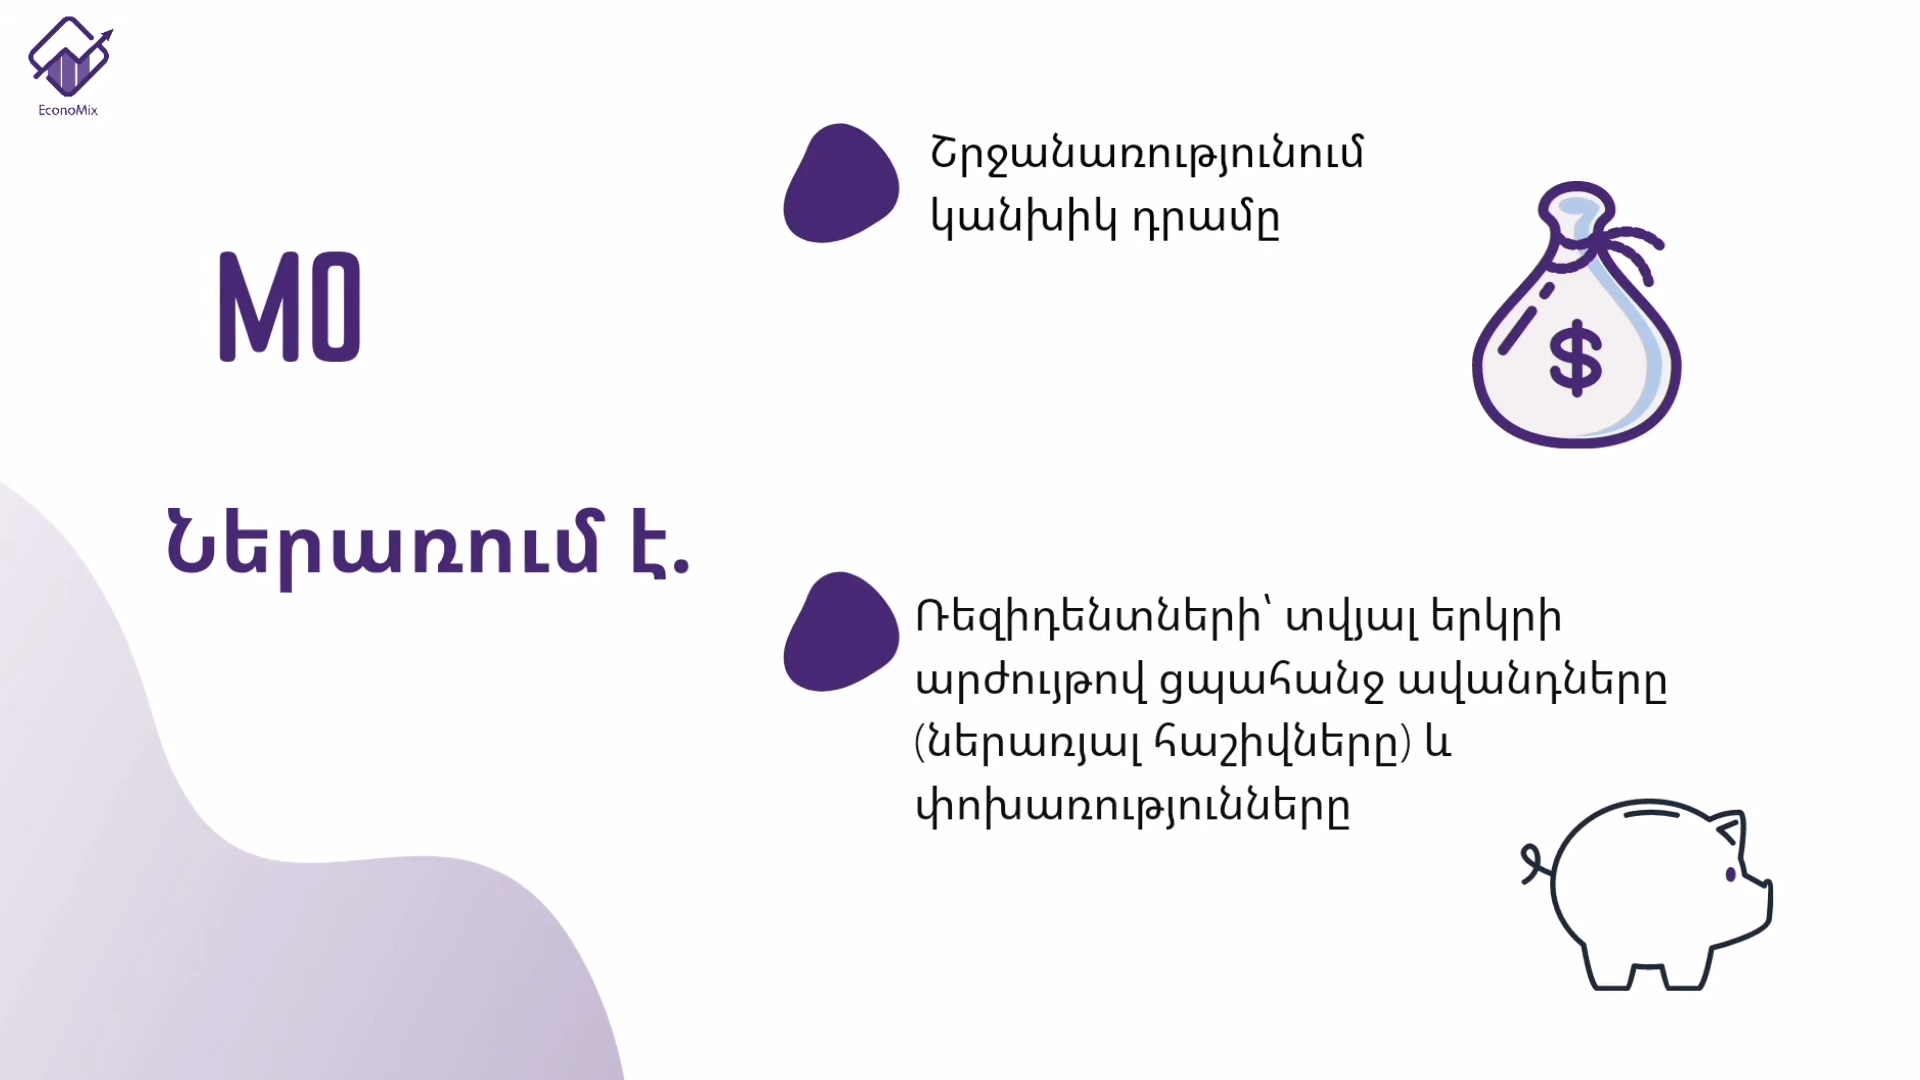 EconoMix
M0
Ներառում է.
Շրջանառությունում
կանխիկ դրամը
$
Ռեզիդենտների՝ տվյալ երկրի
արժույթով ցպահանջ ավանդները
(ներառյալ հաշիվները) և
փոխառությունները